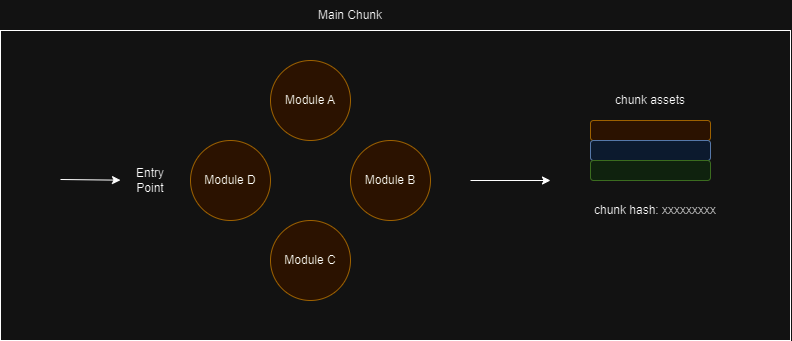 Main Chunk
Entry
Point
Module A
Module D
Module B
Module C
chunk assets
chunk hash: xxxxxxxxx